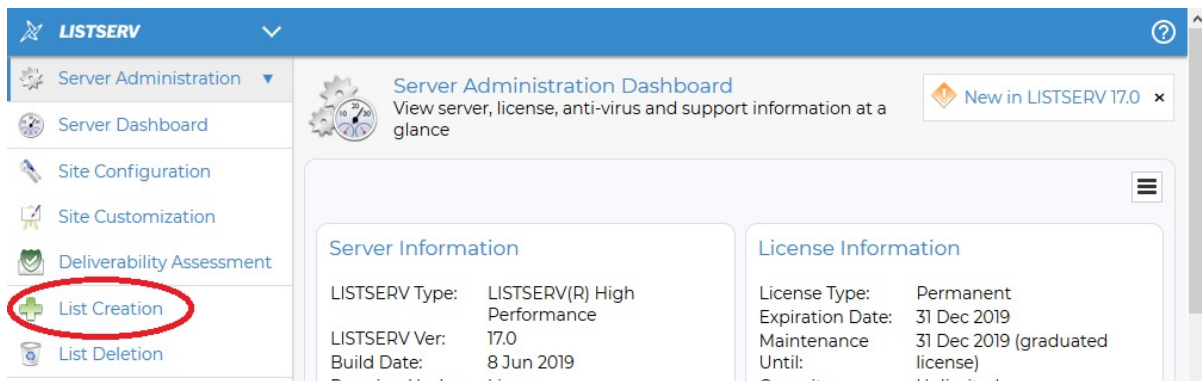 LISTSERV
Server Administration
Server Dashboard
Site Configuration
Site Customization
Deliverability Assessment
List Creation
List Deletion
Server Administration Dashboard
View server, license, anti-virus and support information at a
glance
New in LISTSERV 17.0 ×
Server Information
LISTSERV Type: LISTSERV(R) High
Performance
LISTSERV Ver: 17.0
Build Date: 8 Jun 2019
License Information
License Type: Permanent
Expiration Date: 31 Dec 2019
Maintenance 31 Dec 2019 (graduated
Until: license)